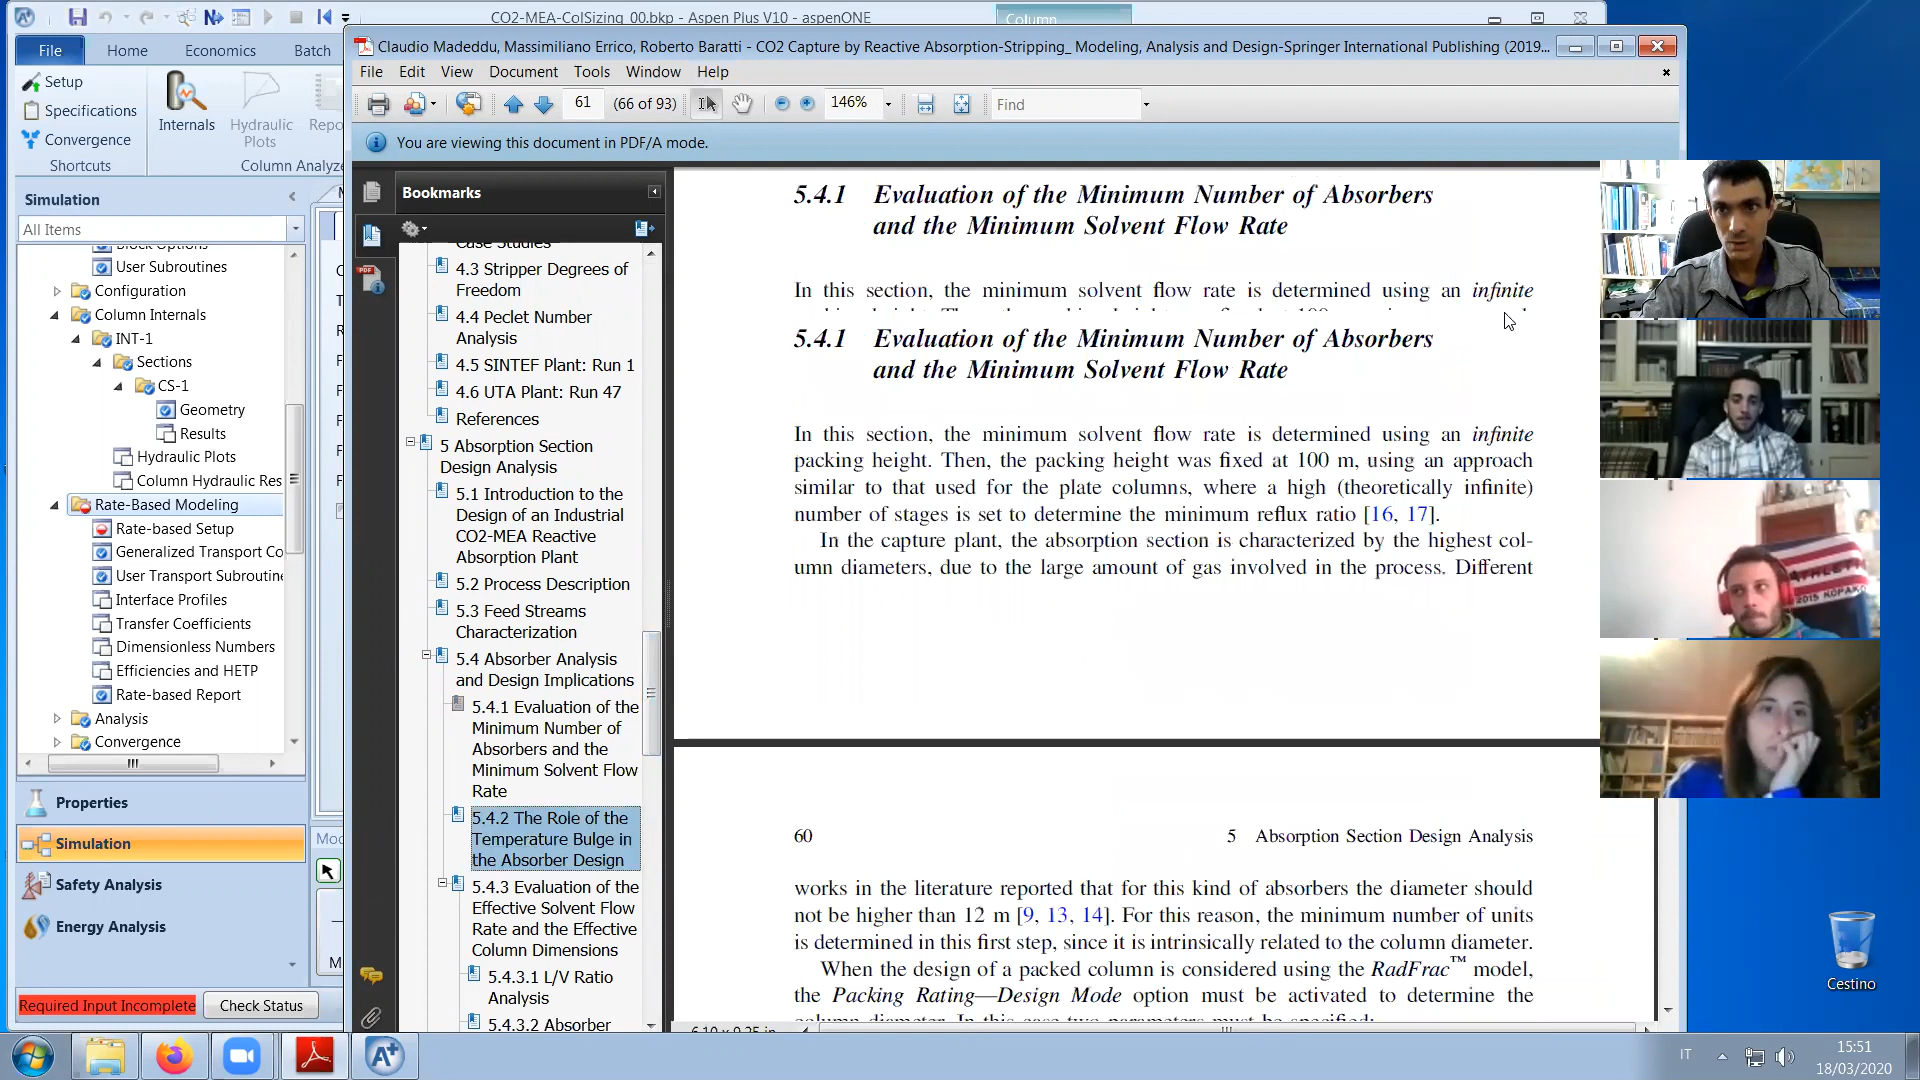 CO2-MEA-ColSizing_00.bkp - Aspen Plus V10 - aspenONE
Column
File
Home
Economics
Batch
Setup
Specifications
Convergence
Shortcuts
Internals
Hydraulic
Plots
Repo
Column Analyze
Simulation
All Items
Block Options
User Subroutines
Configuration
Column Internals
INT-1
Sections
CS-1
Geometry
Results
Hydraulic Plots
Column Hydraulic Res
Rate-Based Modeling
Rate-based Setup
Generalized Transport Co
User Transport Subroutine
Interface Profiles
Transfer Coefficients
Dimensionless Numbers
Efficiencies and HETP
Rate-based Report
Analysis
Convergence
Properties
Simulation
Safety Analysis
Energy Analysis
Required Input Incomplete
Check Status
Claudio Madeddu, Massimiliano Errico, Roberto Baratti - CO2 Capture by Reactive Absorption-Stripping_ Modeling, Analysis and Design-Springer International Publishing (2019...
File Edit View Document Tools Window Help
61
(66 of 93)
146%
Find
You are viewing this document in PDF/A mode.
Bookmarks
Case Studies
4.3 Stripper Degrees of
Freedom
4.4 Peclet Number
Analysis
4.5 SINTEF Plant: Run 1
4.6 UTA Plant: Run 47
References
5 Absorption Section
Design Analysis
5.1 Introduction to the
Design of an Industrial
CO2-MEA Reactive
Absorption Plant
5.2 Process Description
5.3 Feed Streams
Characterization
5.4 Absorber Analysis
and Design Implications
5.4.1 Evaluation of the
Minimum Number of
Absorbers and the
Minimum Solvent Flow
Rate
5.4.2 The Role of the
Temperature Bulge in
the Absorber Design
5.4.3 Evaluation of the
Effective Solvent Flow
Rate and the Effective
Column Dimensions
5.4.3.1 L/V Ratio
Analysis
5.4.3.2 Absorber
5.4.1 Evaluation of the Minimum Number of Absorbers
and the Minimum Solvent Flow Rate
In this section, the minimum solvent flow rate is determined using an infinite
5.4.1 Evaluation of the Minimum Number of Absorbers
and the Minimum Solvent Flow Rate
In this section, the minimum solvent flow rate is determined using an infinite
packing height. Then, the packing height was fixed at 100 m, using an approach
similar to that used for the plate columns, where a high (theoretically infinite)
number of stages is set to determine the minimum reflux ratio [16, 17].
In the capture plant, the absorption section is characterized by the highest col-
umn diameters, due to the large amount of gas involved in the process. Different
60
5 Absorption Section Design Analysis
works in the literature reported that for this kind of absorbers the diameter should
not be higher than 12 m [9, 13, 14]. For this reason, the minimum number of units
is determined in this first step, since it is intrinsically related to the column diameter.
When the design of a packed column is considered using the RadFrac™ model,
the Packing Rating—Design Mode option must be activated to determine the
column diameter. In this case two parameters must be specified:
6.10 x 9.25 in
2015 KOPAK
Cestino
IT
15:51
18/03/2020